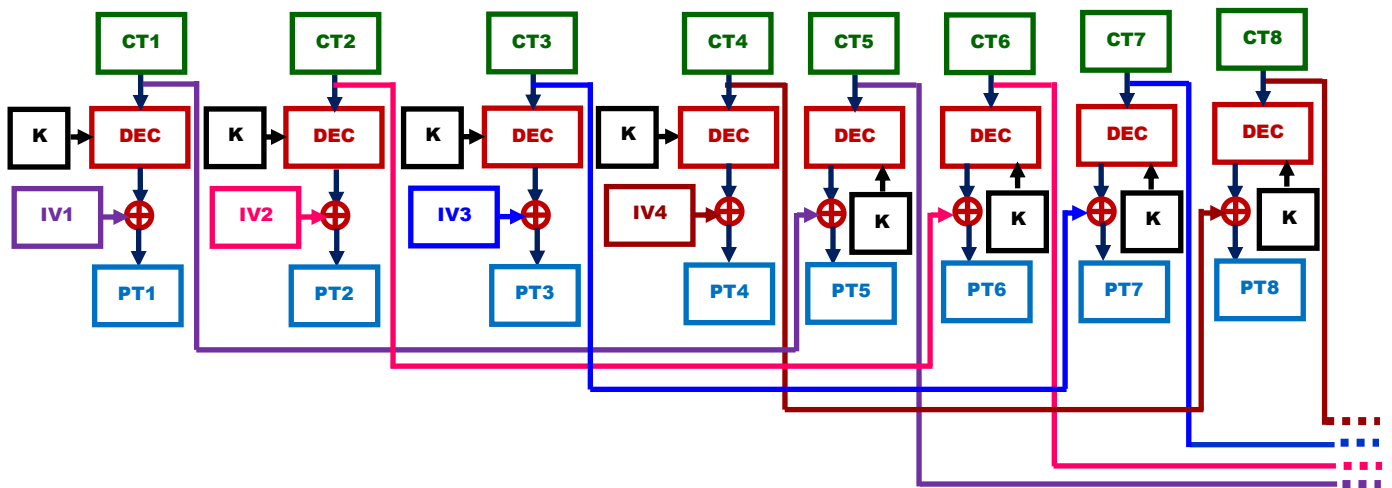 CT1 CT2 CT3 CT4 CT5 CT6 CT7 CT8
K DEC K DEC K DEC K DEC DEC DEC DEC DEC
IV1 IV2 IV3 IV4 K K K K
PT1 PT2 PT3 PT4 PT5 PT6 PT7 PT8